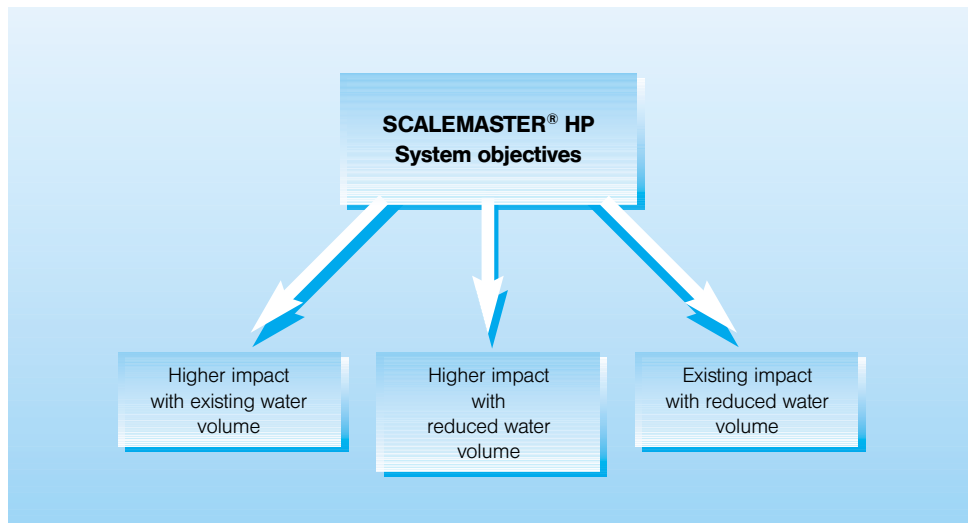 SCALEMASTER® HP
System objectives
Higher impact
with existing water
volume
Higher impact
with
reduced water
volume
Existing impact
with reduced water
volume